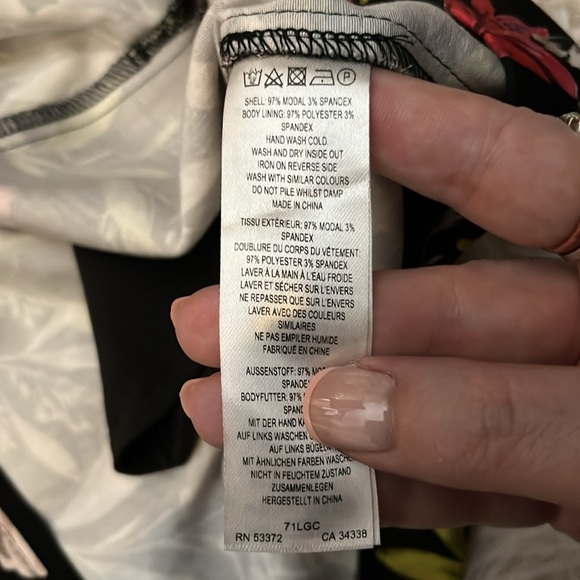 SHELL: 97% MODAL 3% SPANDEX
BODY LINING: 97% POLYESTER 3%
SPANDEX
HAND WASH COLD
WASH AND DRY INSIDE OUT
IRON ON REVERSE SIDE
WASH WITH SIMILAR COLOURS
DO NOT PILE WHILST DAMP
MADE IN CHINA
TISSU EXTÉRIEUR: 97% MODAL 3%
SPANDEX
DOUBLURE DU CORPS DU VÊTEMENT:
97% POLYESTER 3% SPANDEX
LAVER À LA MAIN À L'EAU FROIDE
LAVER ET SÉCHER SUR L'ENVERS
NE REPASSER QUE SUR L'ENVERS
LAVER AVEC DES COULEURS
SIMILAIRES
NE PAS EMPILER HUMIDE
FABRIQUÉ EN CHINE
AUSSENSTOFF: 97%
BODYFUTTER:
MIT DER HAND
AUF LINKS WASCHEN
AUF LINKS
MIT ÄHNLICHEN FARBEN
NICHT IN FEUCHTEM ZUSTAND
ZUSAMMENLEGEN
HERGESTELLT IN CHINA
71LGC
RN 53372 CA 34338